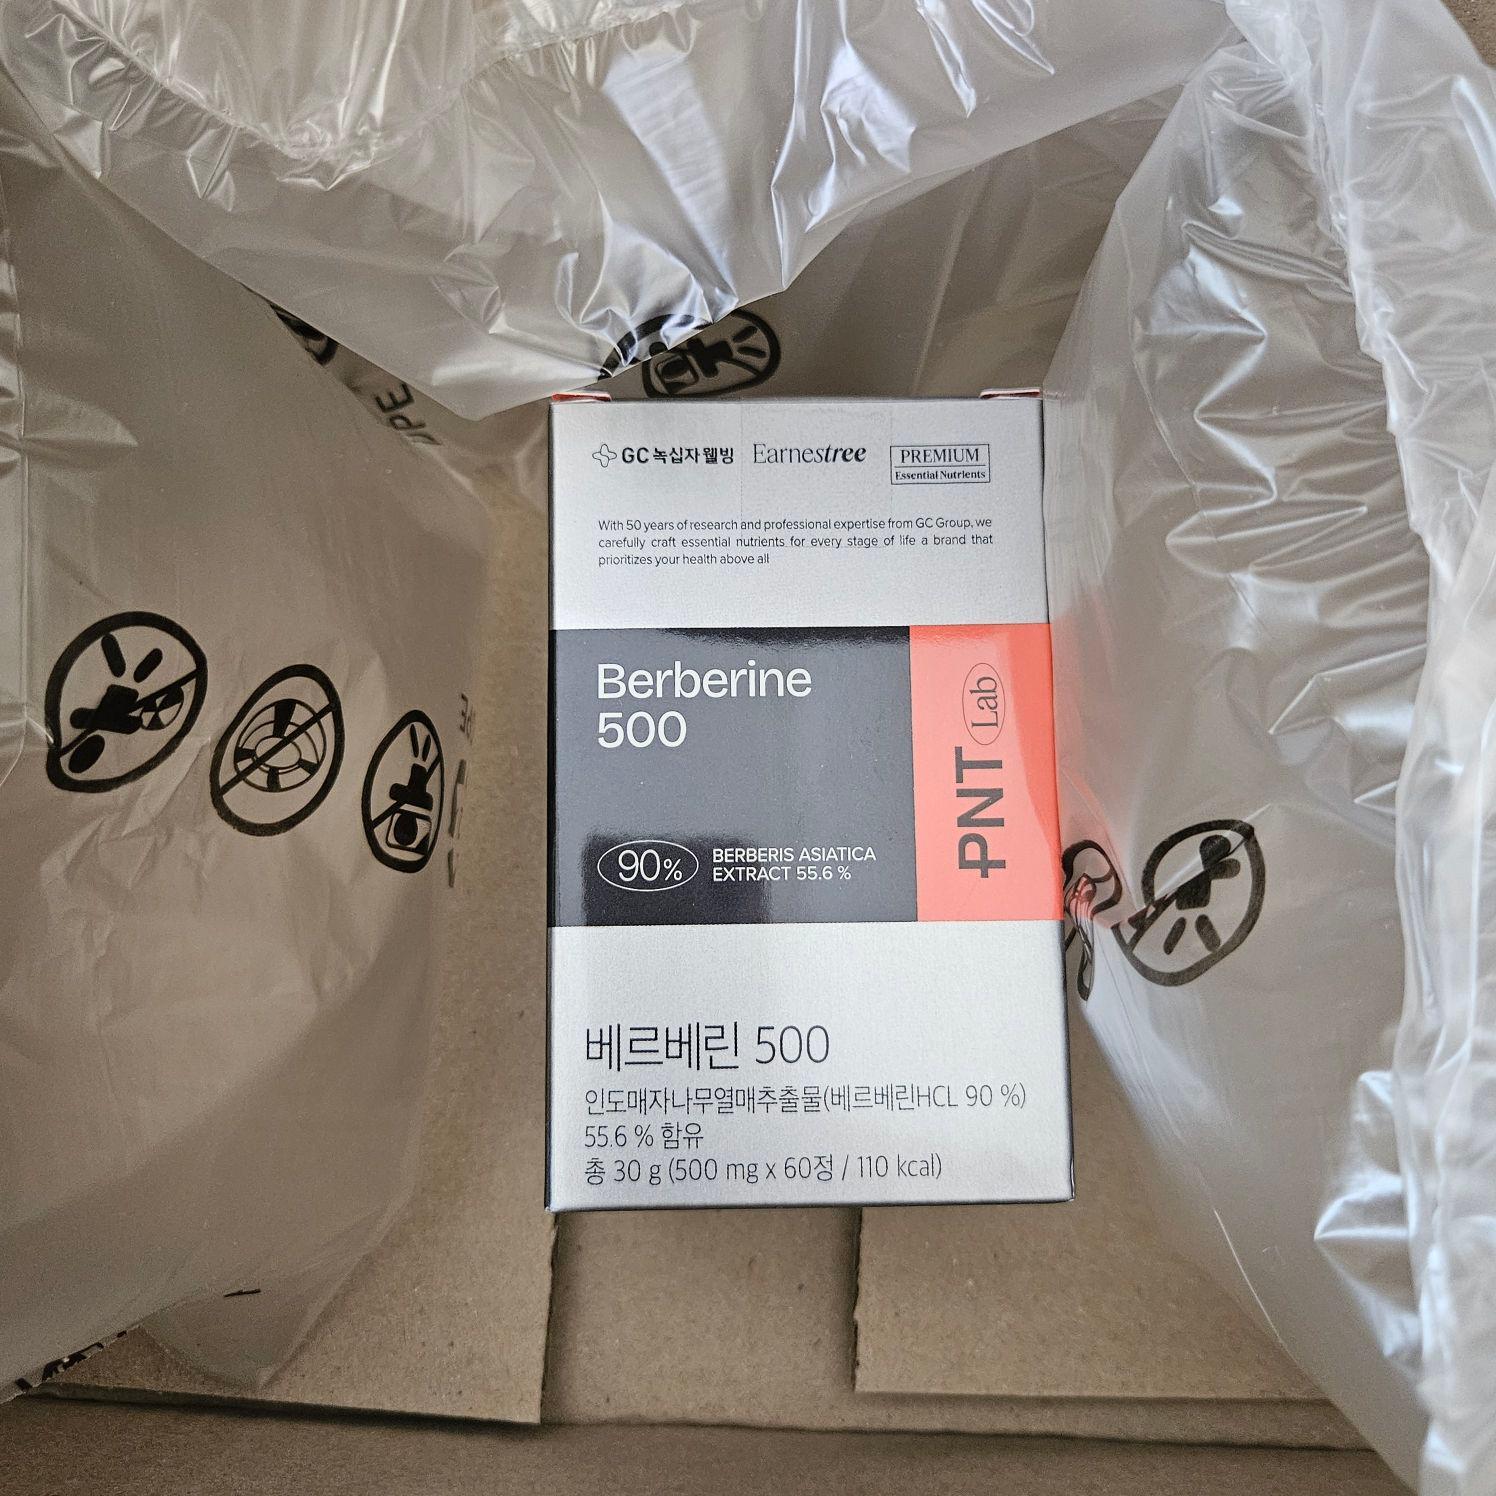 GC 녹십자웰빙 Earnestree PREMIUM
Essential Nutrients
With 50 years of research and professional expertise from GC Group, we
carefully craft essential nutrients for every stage of life a brand that
prioritizes your health above all
Berberine
500
90% BERBERIS ASIATICA
EXTRACT 55.6 %
PNT Lab
베르베린 500
인도매자나무열매추출물(베르베린HCL 90 %)
55.6 % 함유
총 30 g (500 mg x 60정 / 110 kcal)